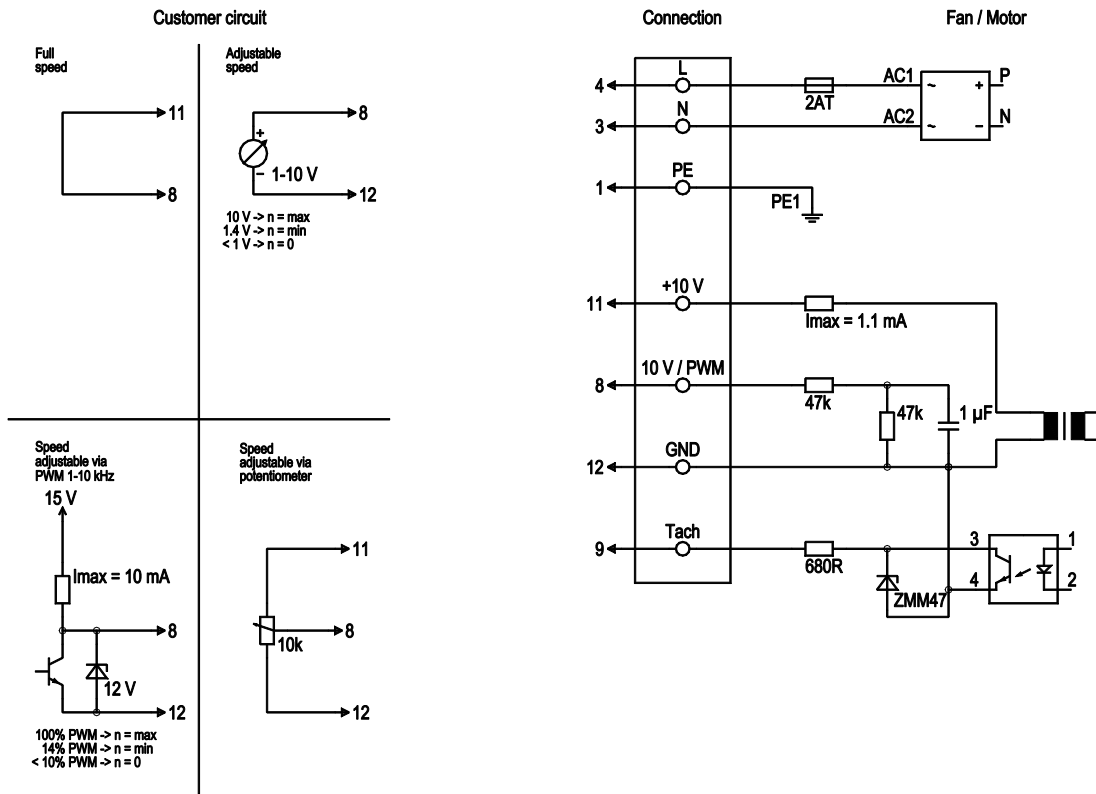 Customer circuit
Full
speed
11
8
Adjustable
speed
8
+
– 1-10 V
12
10 V -> n = max
1.4 V -> n = min
< 1 V -> n = 0
Speed
adjustable via
PWM 1-10 kHz
15 V
Imax = 10 mA
8
12 V
12
100% PWM -> n = max
14% PWM -> n = min
< 10% PWM -> n = 0
Speed
adjustable via
potentiometer
11
8
10k
12
Connection
Fan / Motor
4
L
2AT
AC1
~
+
P
3
N
AC2
~
–
N
1
PE
PE1
11
+10 V
Imax = 1.1 mA
8
10 V / PWM
47k
47k
1 µF
12
GND
9
Tach
680R
ZMM47
3
4
1
2